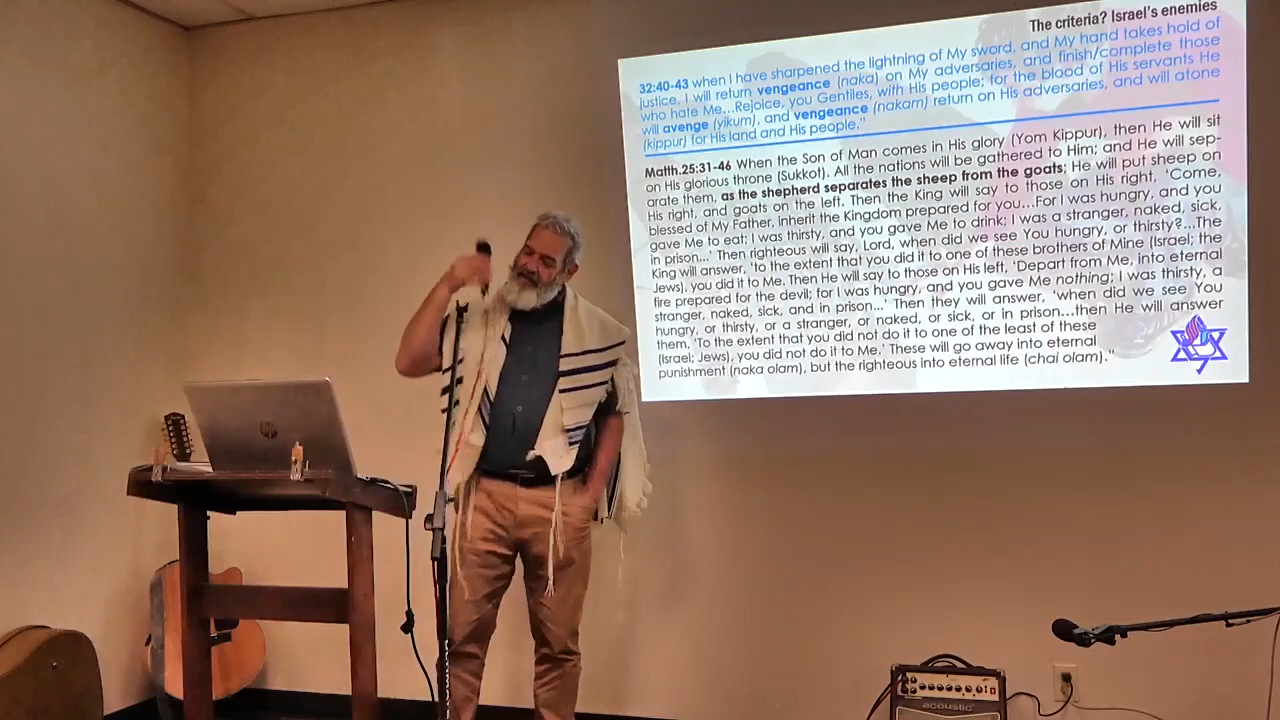 The criteria? Israel's enemies
32:40-43 when I have sharpened the lightning of My sword, and My hand takes hold of
justice, I will return vengeance (naka) on My adversaries, and finish/complete those
who hate Me...Rejoice, you Gentiles, with His people; for the blood of His servants He
will avenge (yikum), and vengeance (nakam) return on His adversaries, and will atone
(kippur) for His land and His people."
Matth.25:31-46 When the Son of Man comes in His glory (Yom Kippur), then He will sit
on His glorious throne (Sukkot). All the nations will be gathered to Him; and He will sep-
arate them, as the shepherd separates the sheep from the goats; He will put sheep on
His right, and goats on the left. Then the King will say to those on His right, 'Come,
blessed of My Father, inherit the Kingdom prepared for you...For I was hungry, and you
gave Me to eat; I was thirsty, and you gave Me to drink; I was a stranger, naked, sick,
in prison...' Then righteous will say, Lord, when did we see You hungry, or thirsty?...The
King will answer, 'to the extent that you did it to one of these brothers of Mine (Israel; the
Jews), you did it to Me. Then He will say to those on His left, 'Depart from Me, into eternal
fire prepared for the devil; for I was hungry, and you gave Me nothing; I was thirsty, a
stranger, naked, sick, and in prison...' Then they will answer, 'when did we see You
hungry, or thirsty, or a stranger, or naked, or sick, or in prison...then He will answer
them, 'To the extent that you did not do it to one of the least of these
(Israel; Jews), you did not do it to Me.' These will go away into eternal
punishment (naka olam), but the righteous into eternal life (chai olam)."
hp
acoustic